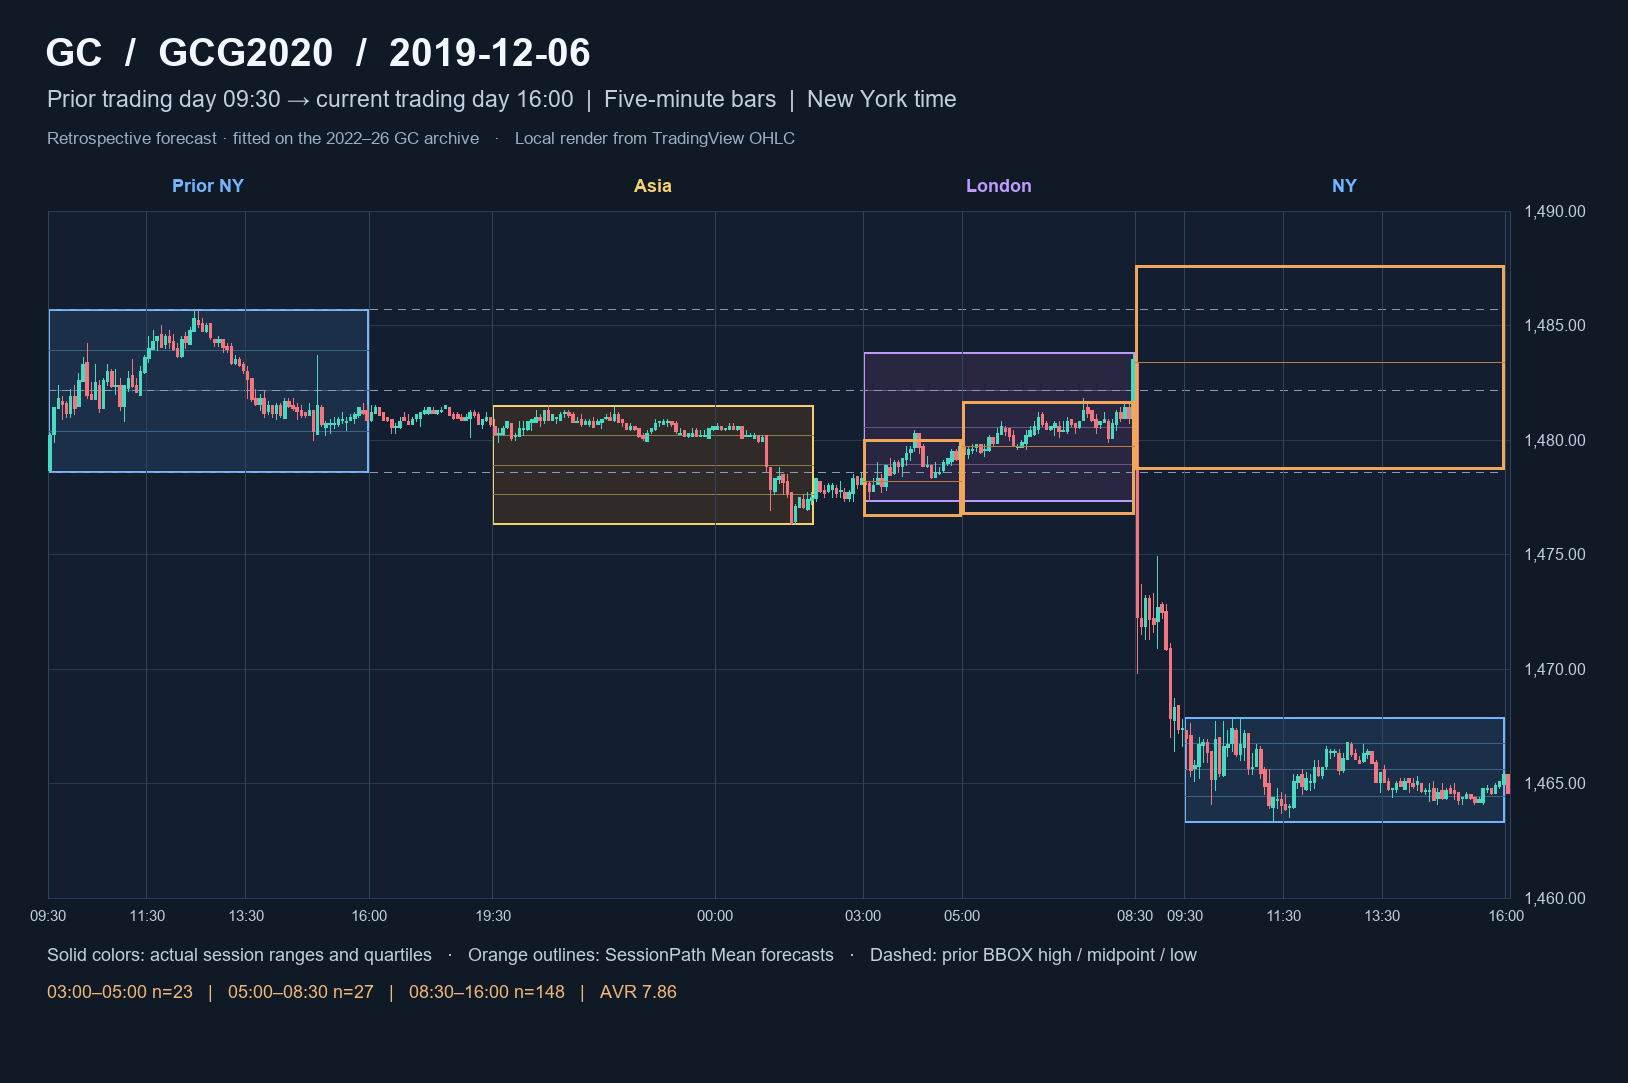 GC / GCG2020 / 2019-12-06
Prior trading day 09:30 → current trading day 16:00 | Five-minute bars | New York time
Retrospective forecast · fitted on the 2022–26 GC archive · Local render from TradingView OHLC
Prior NY Asia London NY
1,490.00
1,485.00
1,480.00
1,475.00
1,470.00
1,465.00
1,460.00
09:30 11:30 13:30 16:00 19:30 00:00 03:00 05:00 08:30 09:30 11:30 13:30 16:00
Solid colors: actual session ranges and quartiles · Orange outlines: SessionPath Mean forecasts · Dashed: prior BBOX high / midpoint / low
03:00–05:00 n=23 | 05:00–08:30 n=27 | 08:30–16:00 n=148 | AVR 7.86